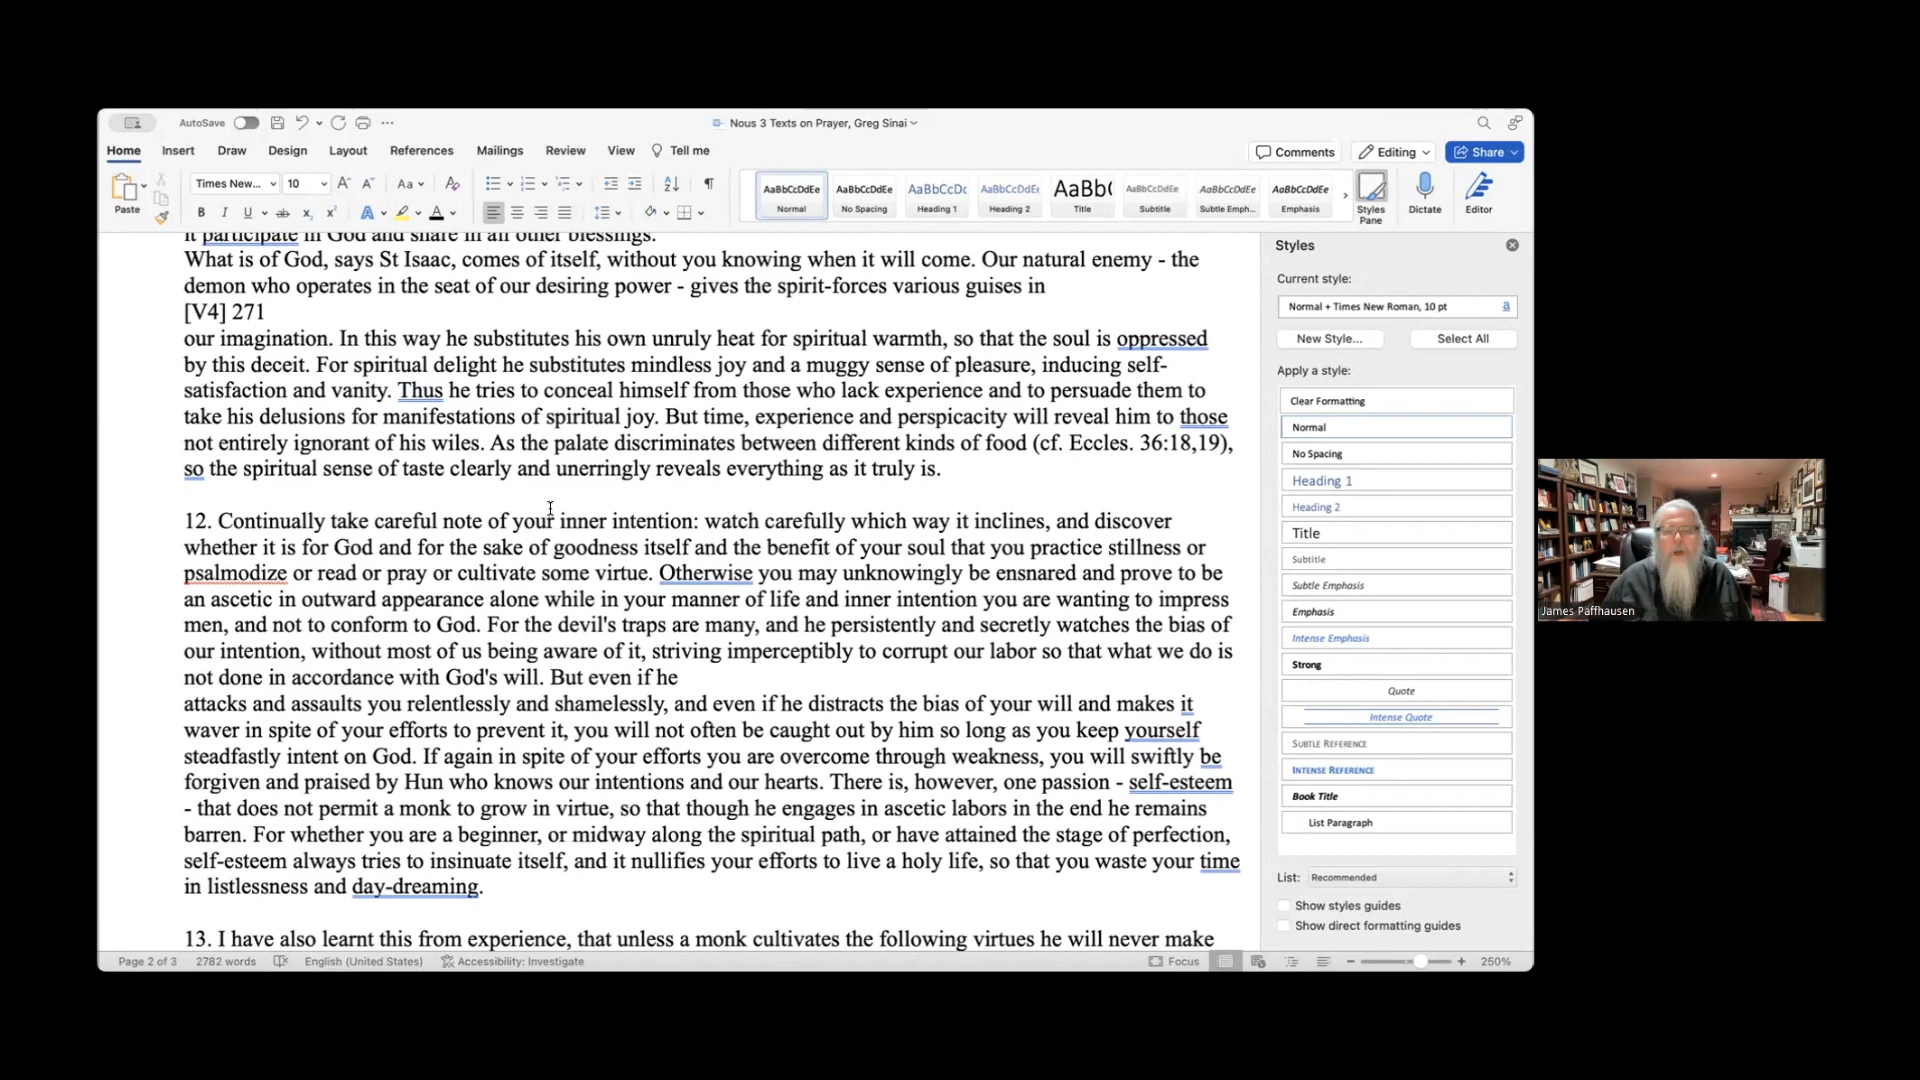 AutoSave
Nous 3 Texts on Prayer, Greg Sinai
Home Insert Draw Design Layout References Mailings Review View Tell me Comments Editing Share
Paste
Times New... 10 Aa
B I U ab x₂ x² A A
AaBbCcDdEe AaBbCcDdEe AaBbCcDc AaBbCcDdEe AaBb( AaBbCcDdEe AaBbCcDdEe AaBbCcDdEe
Normal No Spacing Heading 1 Heading 2 Title Subtitle Subtle Emph... Emphasis
Styles Pane Dictate Editor
it participate in God and share in all other blessings.
What is of God, says St Isaac, comes of itself, without you knowing when it will come. Our natural enemy - the
demon who operates in the seat of our desiring power - gives the spirit-forces various guises in
[V4] 271
our imagination. In this way he substitutes his own unruly heat for spiritual warmth, so that the soul is oppressed
by this deceit. For spiritual delight he substitutes mindless joy and a muggy sense of pleasure, inducing self-
satisfaction and vanity. Thus he tries to conceal himself from those who lack experience and to persuade them to
take his delusions for manifestations of spiritual joy. But time, experience and perspicacity will reveal him to those
not entirely ignorant of his wiles. As the palate discriminates between different kinds of food (cf. Eccles. 36:18,19),
so the spiritual sense of taste clearly and unerringly reveals everything as it truly is.
12. Continually take careful note of your inner intention: watch carefully which way it inclines, and discover
whether it is for God and for the sake of goodness itself and the benefit of your soul that you practice stillness or
psalmodize or read or pray or cultivate some virtue. Otherwise you may unknowingly be ensnared and prove to be
an ascetic in outward appearance alone while in your manner of life and inner intention you are wanting to impress
men, and not to conform to God. For the devil's traps are many, and he persistently and secretly watches the bias of
our intention, without most of us being aware of it, striving imperceptibly to corrupt our labor so that what we do is
not done in accordance with God's will. But even if he
attacks and assaults you relentlessly and shamelessly, and even if he distracts the bias of your will and makes it
waver in spite of your efforts to prevent it, you will not often be caught out by him so long as you keep yourself
steadfastly intent on God. If again in spite of your efforts you are overcome through weakness, you will swiftly be
forgiven and praised by Hun who knows our intentions and our hearts. There is, however, one passion - self-esteem
- that does not permit a monk to grow in virtue, so that though he engages in ascetic labors in the end he remains
barren. For whether you are a beginner, or midway along the spiritual path, or have attained the stage of perfection,
self-esteem always tries to insinuate itself, and it nullifies your efforts to live a holy life, so that you waste your time
in listlessness and day-dreaming.
13. I have also learnt this from experience, that unless a monk cultivates the following virtues he will never make
Styles
Current style:
Normal + Times New Roman, 10 pt a
New Style... Select All
Apply a style:
Clear Formatting
Normal
No Spacing
Heading 1
Heading 2
Title
Subtitle
Subtle Emphasis
Emphasis
Intense Emphasis
Strong
Quote
Intense Quote
Subtle Reference
Intense Reference
Book Title
List Paragraph
List: Recommended
Show styles guides
Show direct formatting guides
Page 2 of 3 2782 words English (United States) Accessibility: Investigate Focus 250%
James Paffhausen